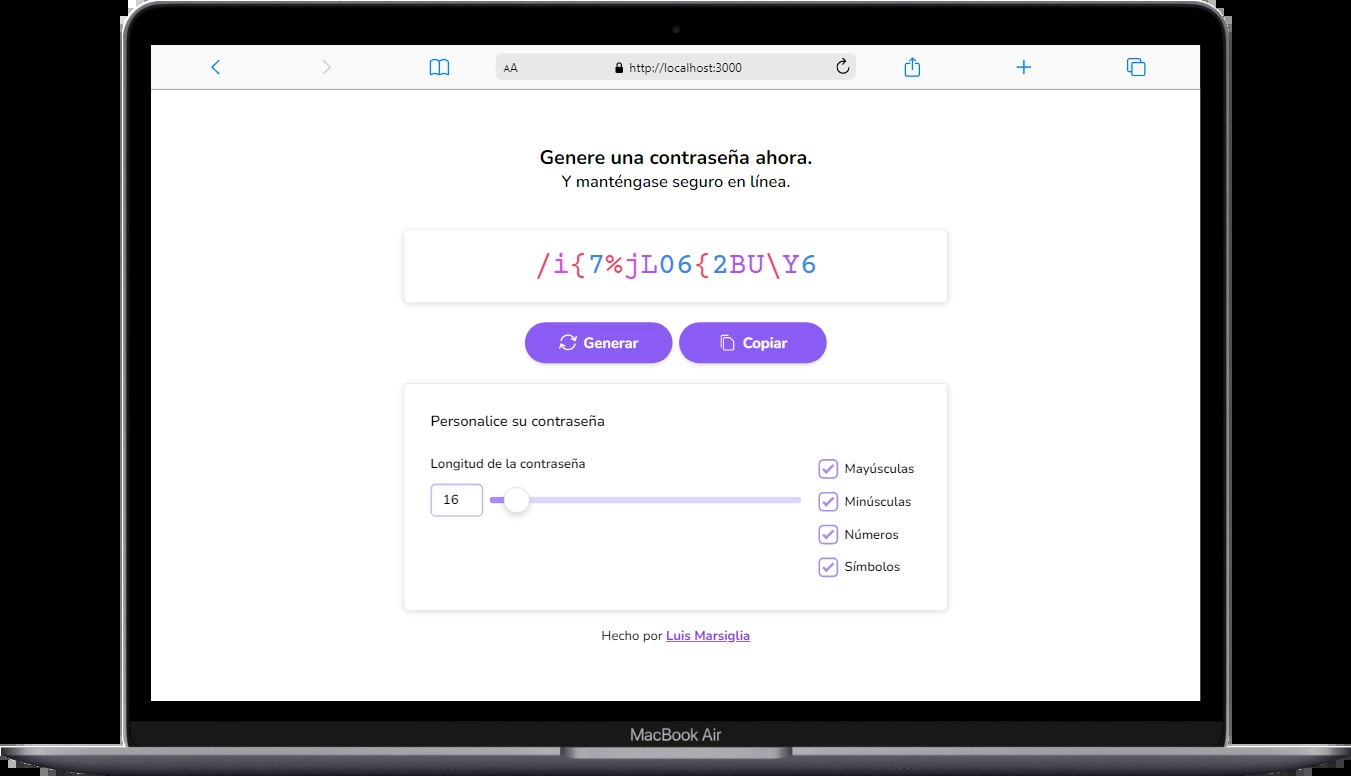 AA http://localhost:3000
Genere una contraseña ahora.
Y manténgase seguro en línea.
/i{7%jL06{2BU\Y6
Generar Copiar
Personalice su contraseña
Longitud de la contraseña
16
Mayúsculas
Minúsculas
Números
Símbolos
Hecho por Luis Marsiglia
MacBook Air